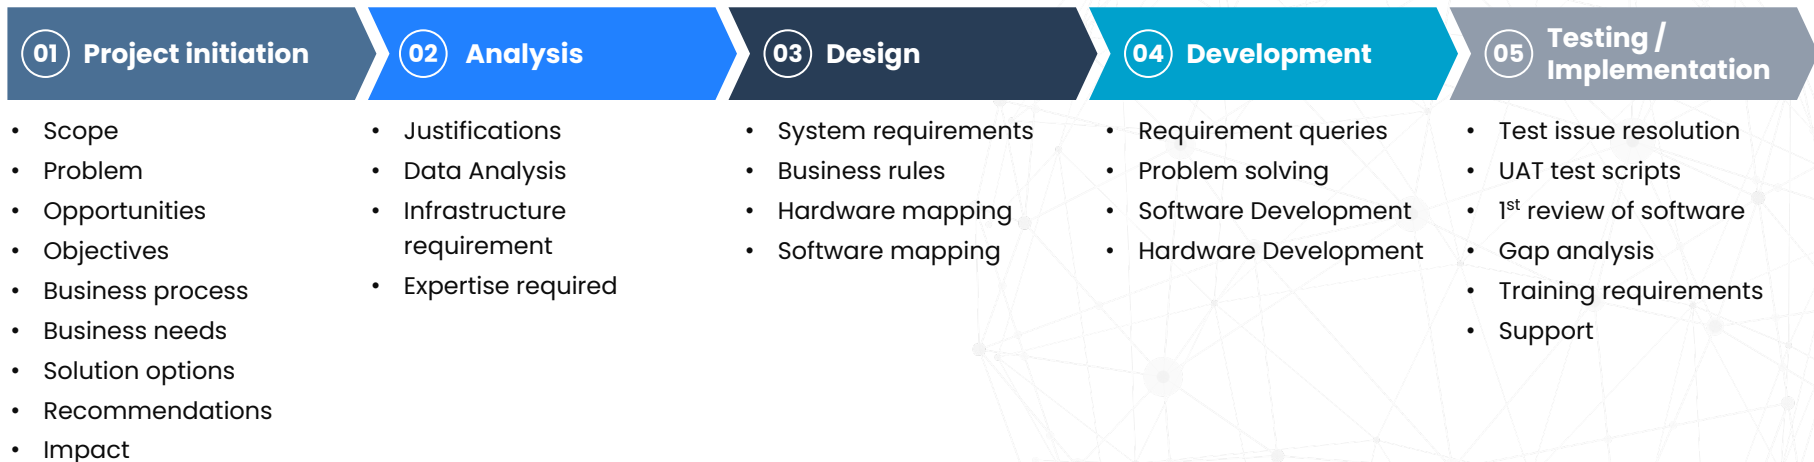 01 Project initiation
• Scope
• Problem
• Opportunities
• Objectives
• Business process
• Business needs
• Solution options
• Recommendations
• Impact
02 Analysis
• Justifications
• Data Analysis
• Infrastructure
requirement
• Expertise required
03 Design
• System requirements
• Business rules
• Hardware mapping
• Software mapping
04 Development
• Requirement queries
• Problem solving
• Software Development
• Hardware Development
05 Testing /
Implementation
• Test issue resolution
• UAT test scripts
• 1st review of software
• Gap analysis
• Training requirements
• Support